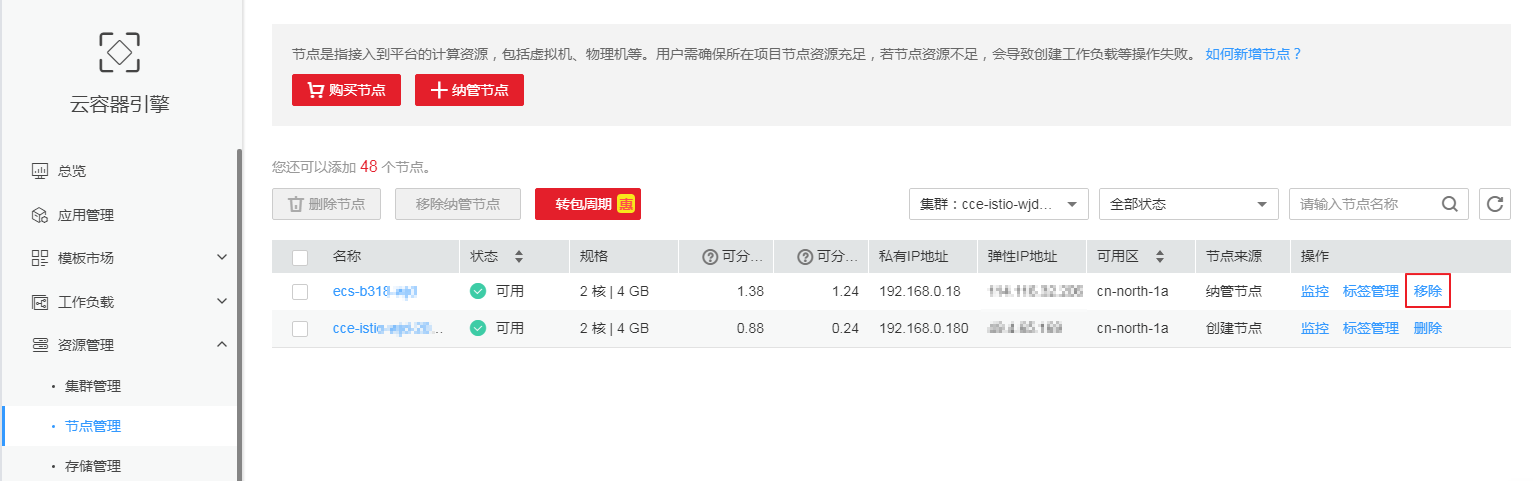 云容器引擎
总览
应用管理
模板市场
工作负载
资源管理
集群管理
节点管理
存储管理
节点是指接入到平台的计算资源，包括虚拟机、物理机等。用户需确保所在项目节点资源充足，若节点资源不足，会导致创建工作负载等操作失败。 如何新增节点？
购买节点 纳管节点
您还可以添加 48 个节点。
删除节点 移除纳管节点 转包周期 惠 集群：cce-istio-wjd... 全部状态 请输入节点名称
名称 状态 规格 可分... 可分... 私有IP地址 弹性IP地址 可用区 节点来源 操作
ecs-b318 可用 2 核 | 4 GB 1.38 1.24 192.168.0.18 cn-north-1a 纳管节点 监控 标签管理 移除
cce-istio 可用 2 核 | 4 GB 0.88 0.24 192.168.0.180 cn-north-1a 创建节点 监控 标签管理 删除